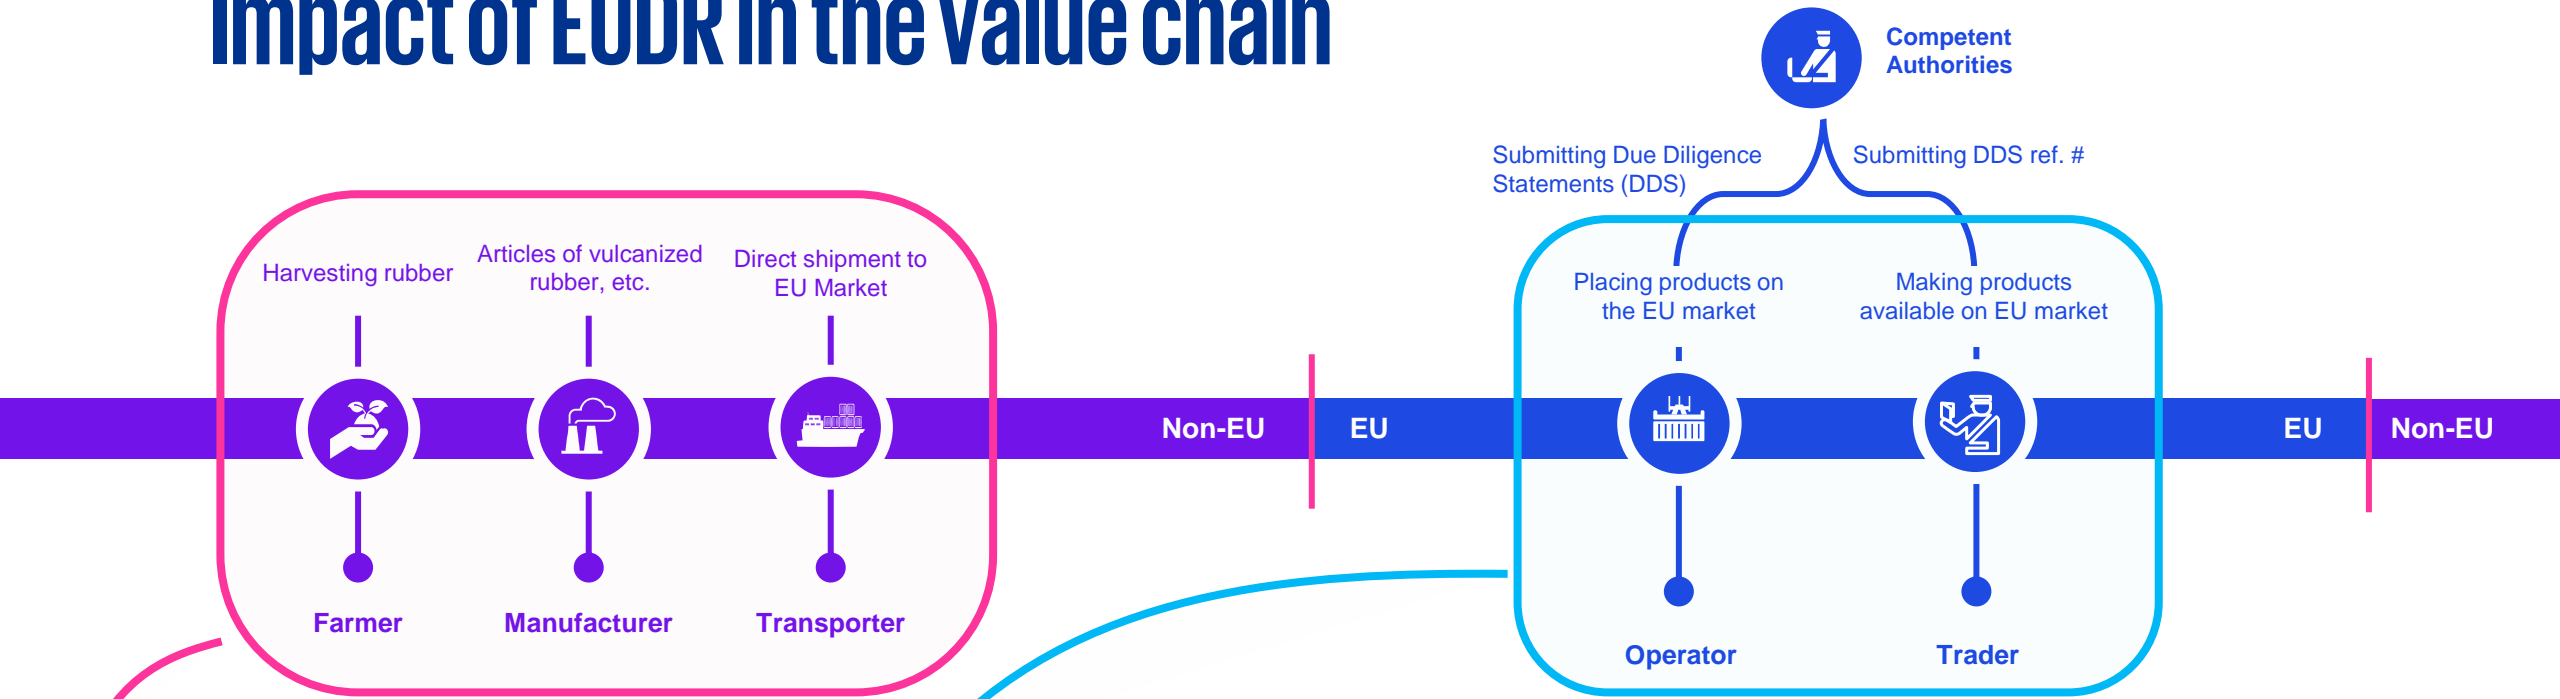 Impact of EUDR in the value chain
Competent
Authorities
Submitting Due Diligence
Statements (DDS)
Submitting DDS ref. #
Harvesting rubber
Articles of vulcanized
rubber, etc.
Direct shipment to
EU Market
Placing products on
the EU market
Making products
available on EU market
Non-EU
EU
EU
Non-EU
Farmer
Manufacturer
Transporter
Operator
Trader